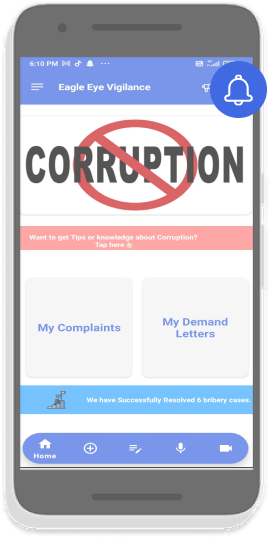 6:10 PM
Eagle Eye Vigilance
CORRUPTION
Want to get Tips or knowledge about Corruption?
Tap here 👆
My Complaints
My Demand
Letters
We have Successfully Resolved 6 bribery cases.
Home